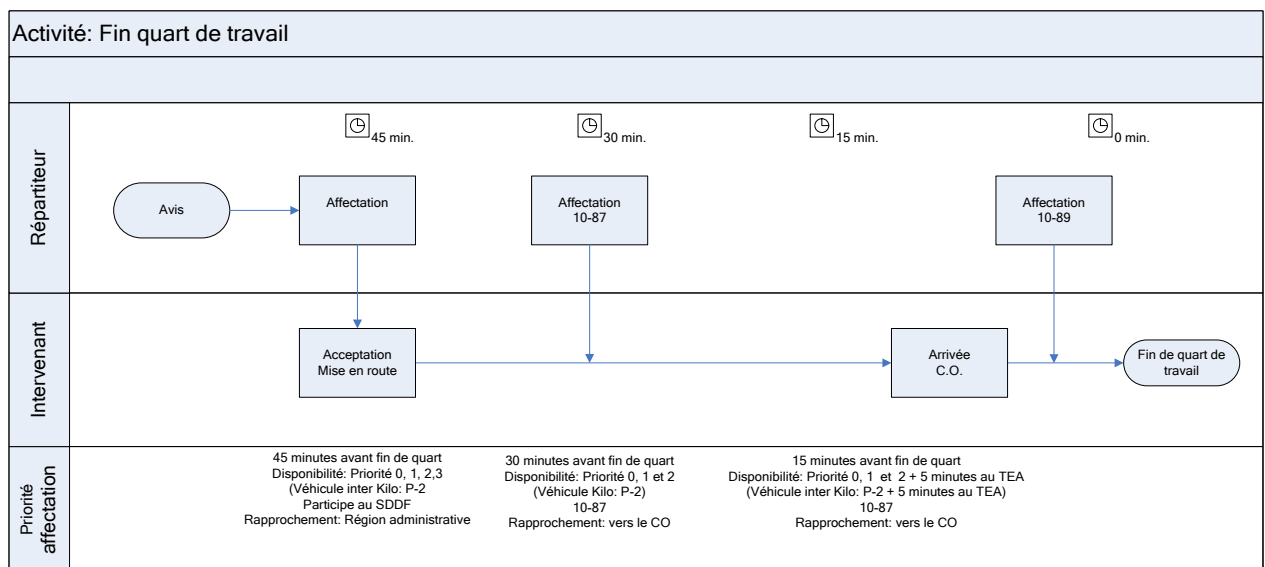 Activité: Fin quart de travail
Répartiteur
45 min.
30 min.
15 min.
0 min.
Avis
Affectation
Affectation
10-87
Affectation
10-89
Intervenant
Acceptation
Mise en route
Arrivée
C.O.
Fin de quart de
travail
Priorité
affectation
45 minutes avant fin de quart
Disponibilité: Priorité 0, 1, 2,3
(Véhicule inter Kilo: P-2
Participe au SDDF
Rapprochement: Région administrative
30 minutes avant fin de quart
Disponibilité: Priorité 0, 1 et 2
(Véhicule Kilo: P-2)
10-87
Rapprochement: vers le CO
15 minutes avant fin de quart
Disponibilité: Priorité 0, 1 et 2 + 5 minutes au TEA
(Véhicule inter Kilo: P-2 + 5 minutes au TEA)
10-87
Rapprochement: vers le CO